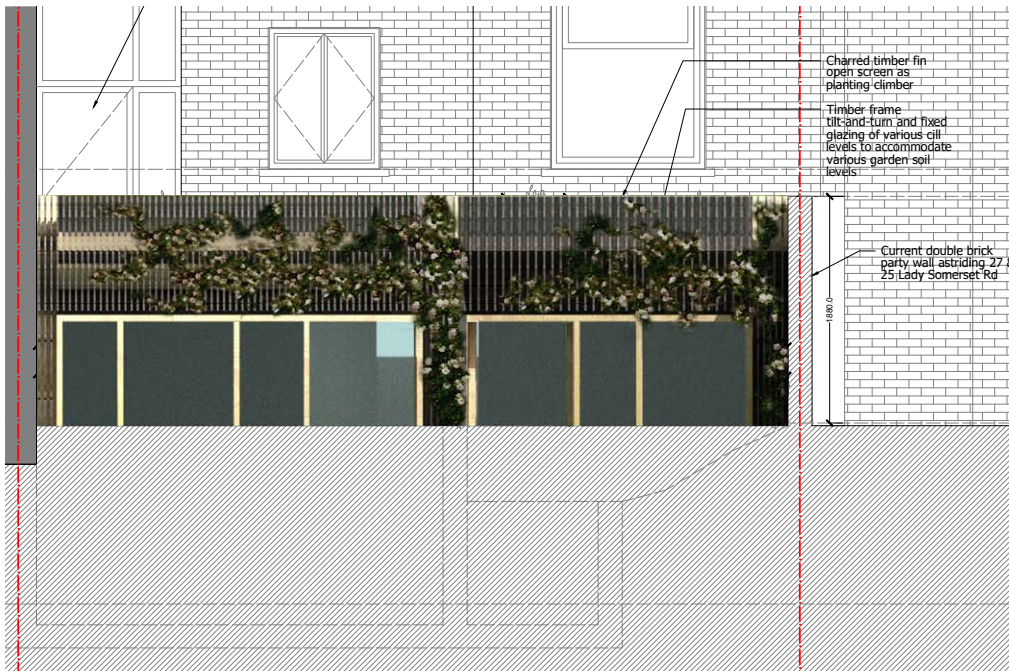 Charred timber fin
open screen as
planting climber
Timber frame
tilt-and-turn and fixed
glazing of various cill
levels to accommodate
various garden soil
levels
Current double brick
party wall astriding 27 &
25 Lady Somerset Rd
1880.0